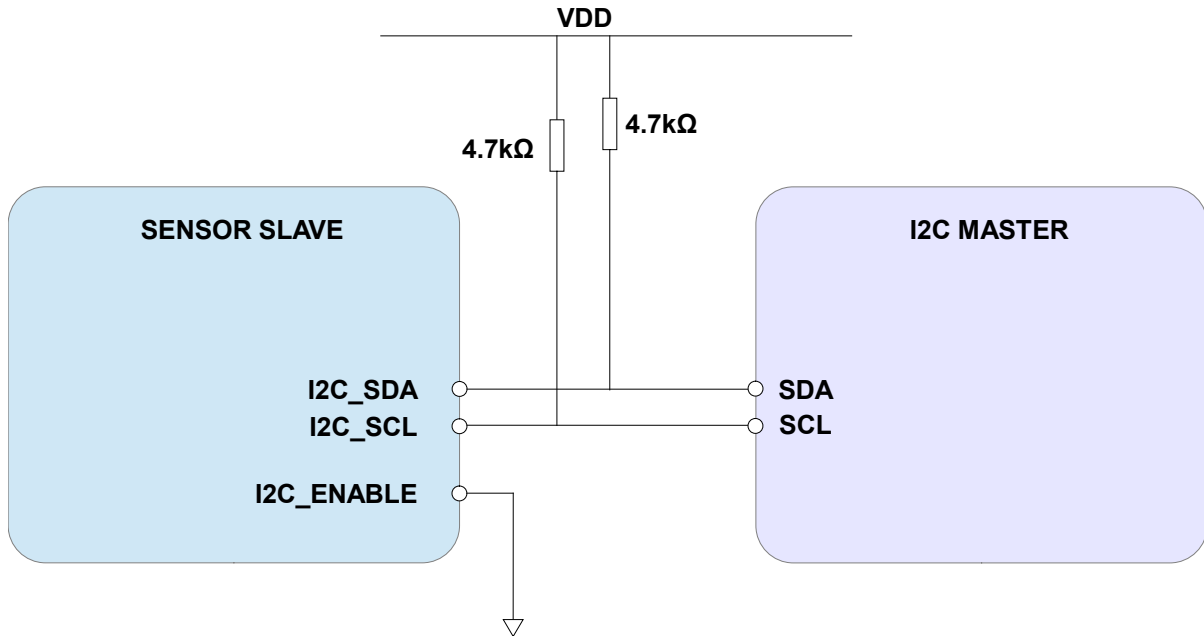 VDD
4.7kΩ
4.7kΩ
SENSOR SLAVE
I2C MASTER
I2C_SDA
SDA
I2C_SCL
SCL
I2C_ENABLE